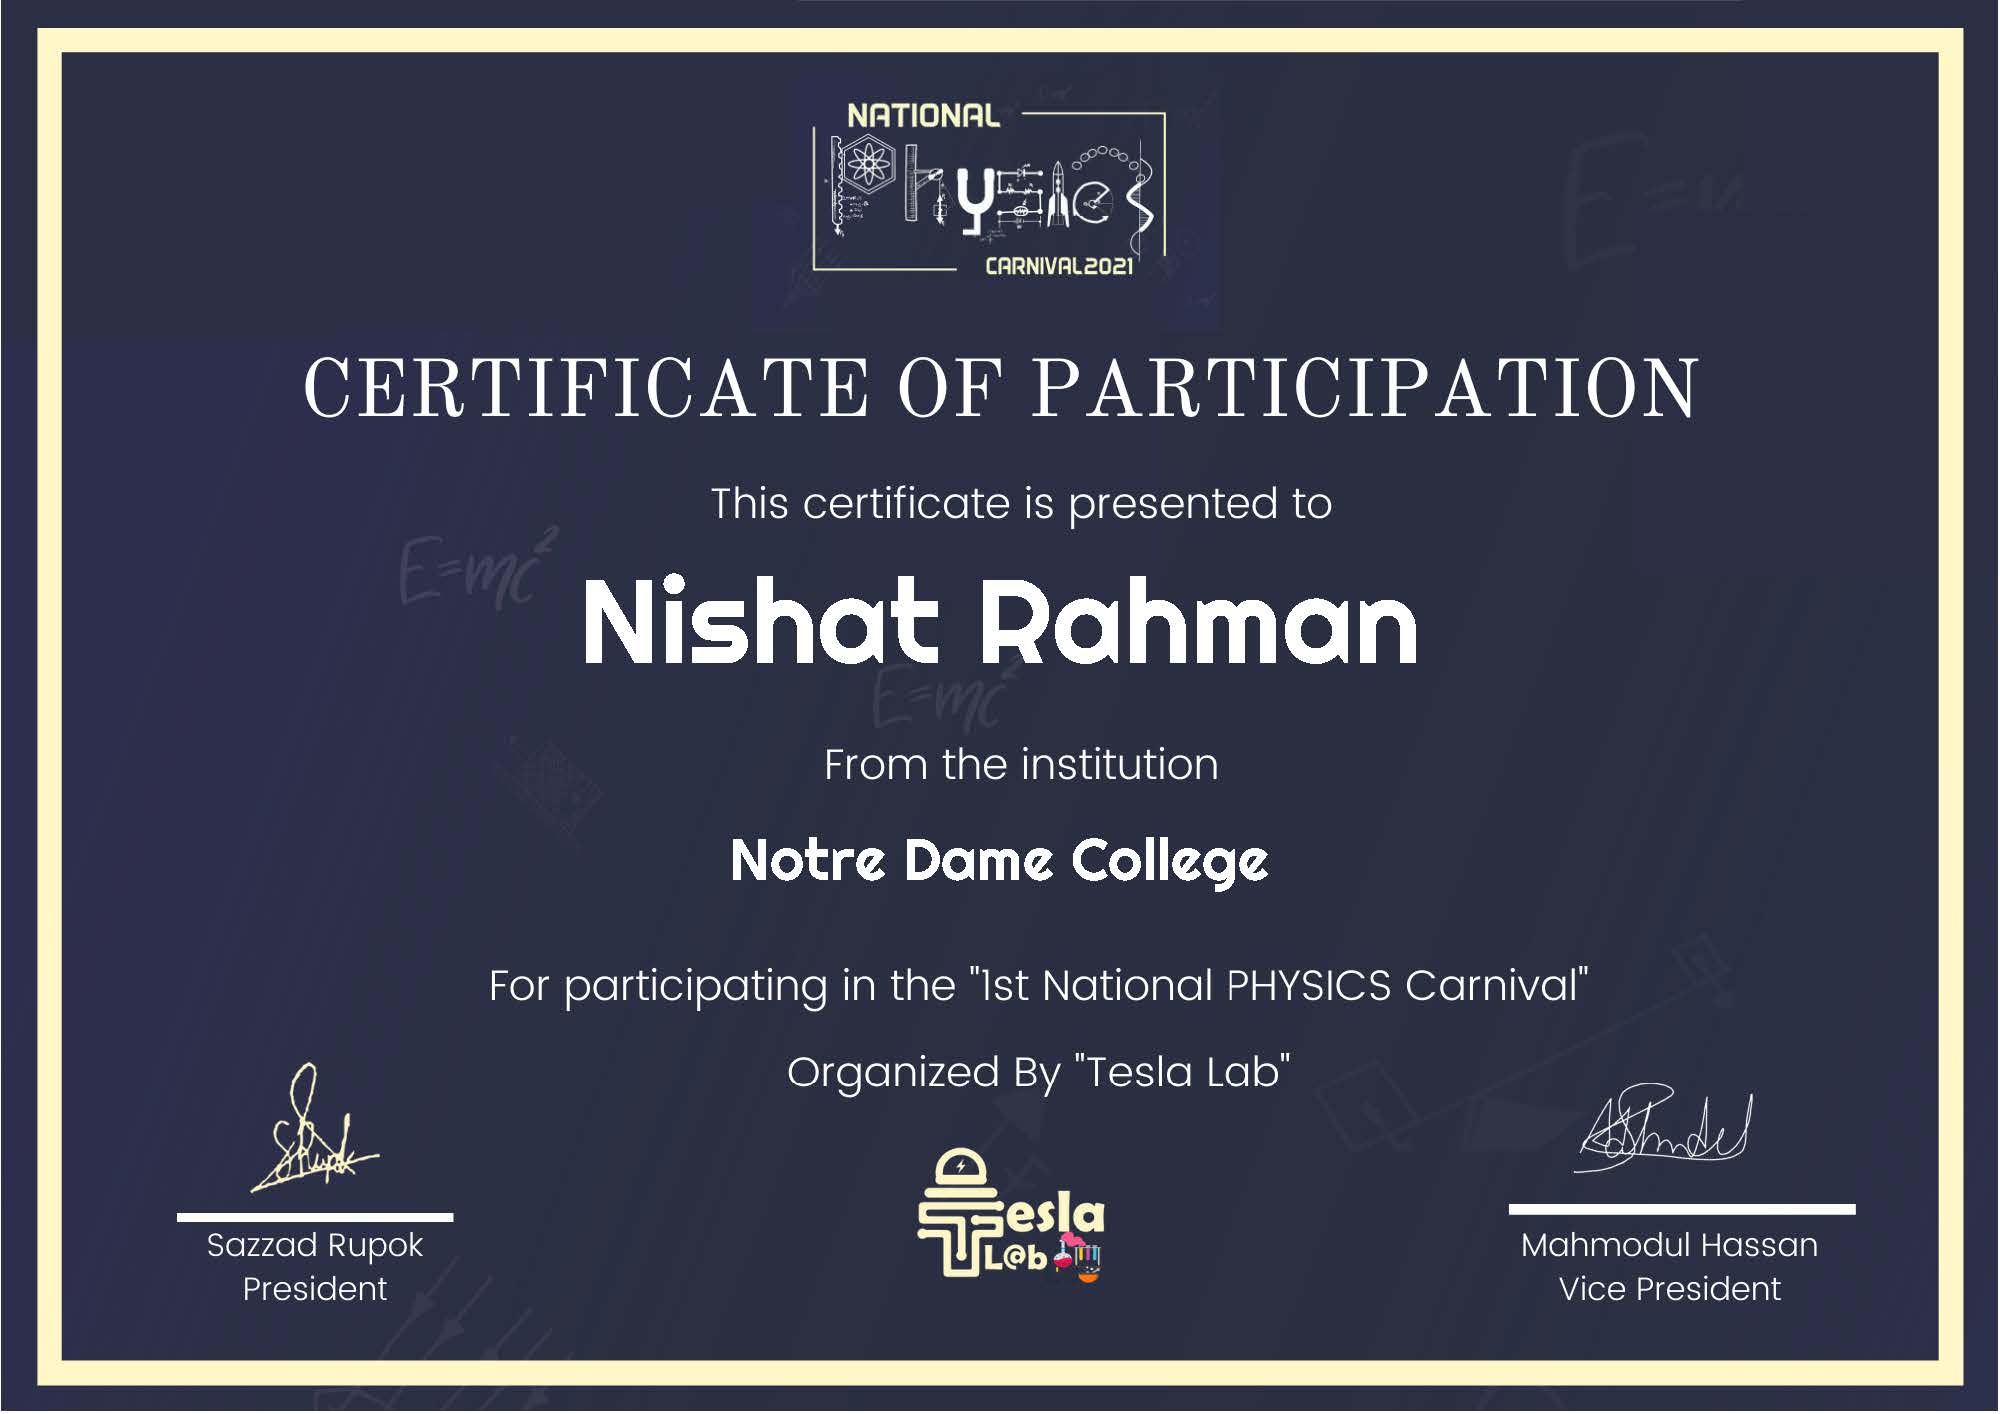 NATIONAL
Physics
CARNIVAL2021
CERTIFICATE OF PARTICIPATION
This certificate is presented to
E=mc²
Nishat Rahman
E=mc²
From the institution
Notre Dame College
For participating in the "1st National PHYSICS Carnival"
Organized By "Tesla Lab"
Tesla
L@b
Sazzad Rupok
President
Mahmodul Hassan
Vice President